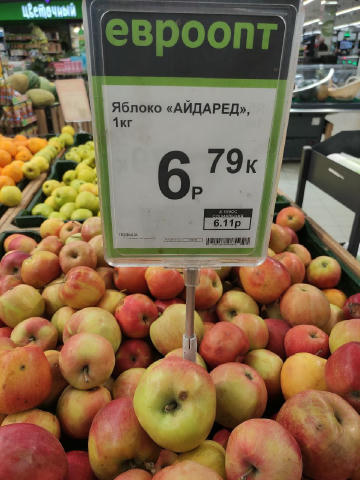 цветочный
евроопт
Яблоко «АЙДАРЕД»,
1кг
6р 79к
6.11р